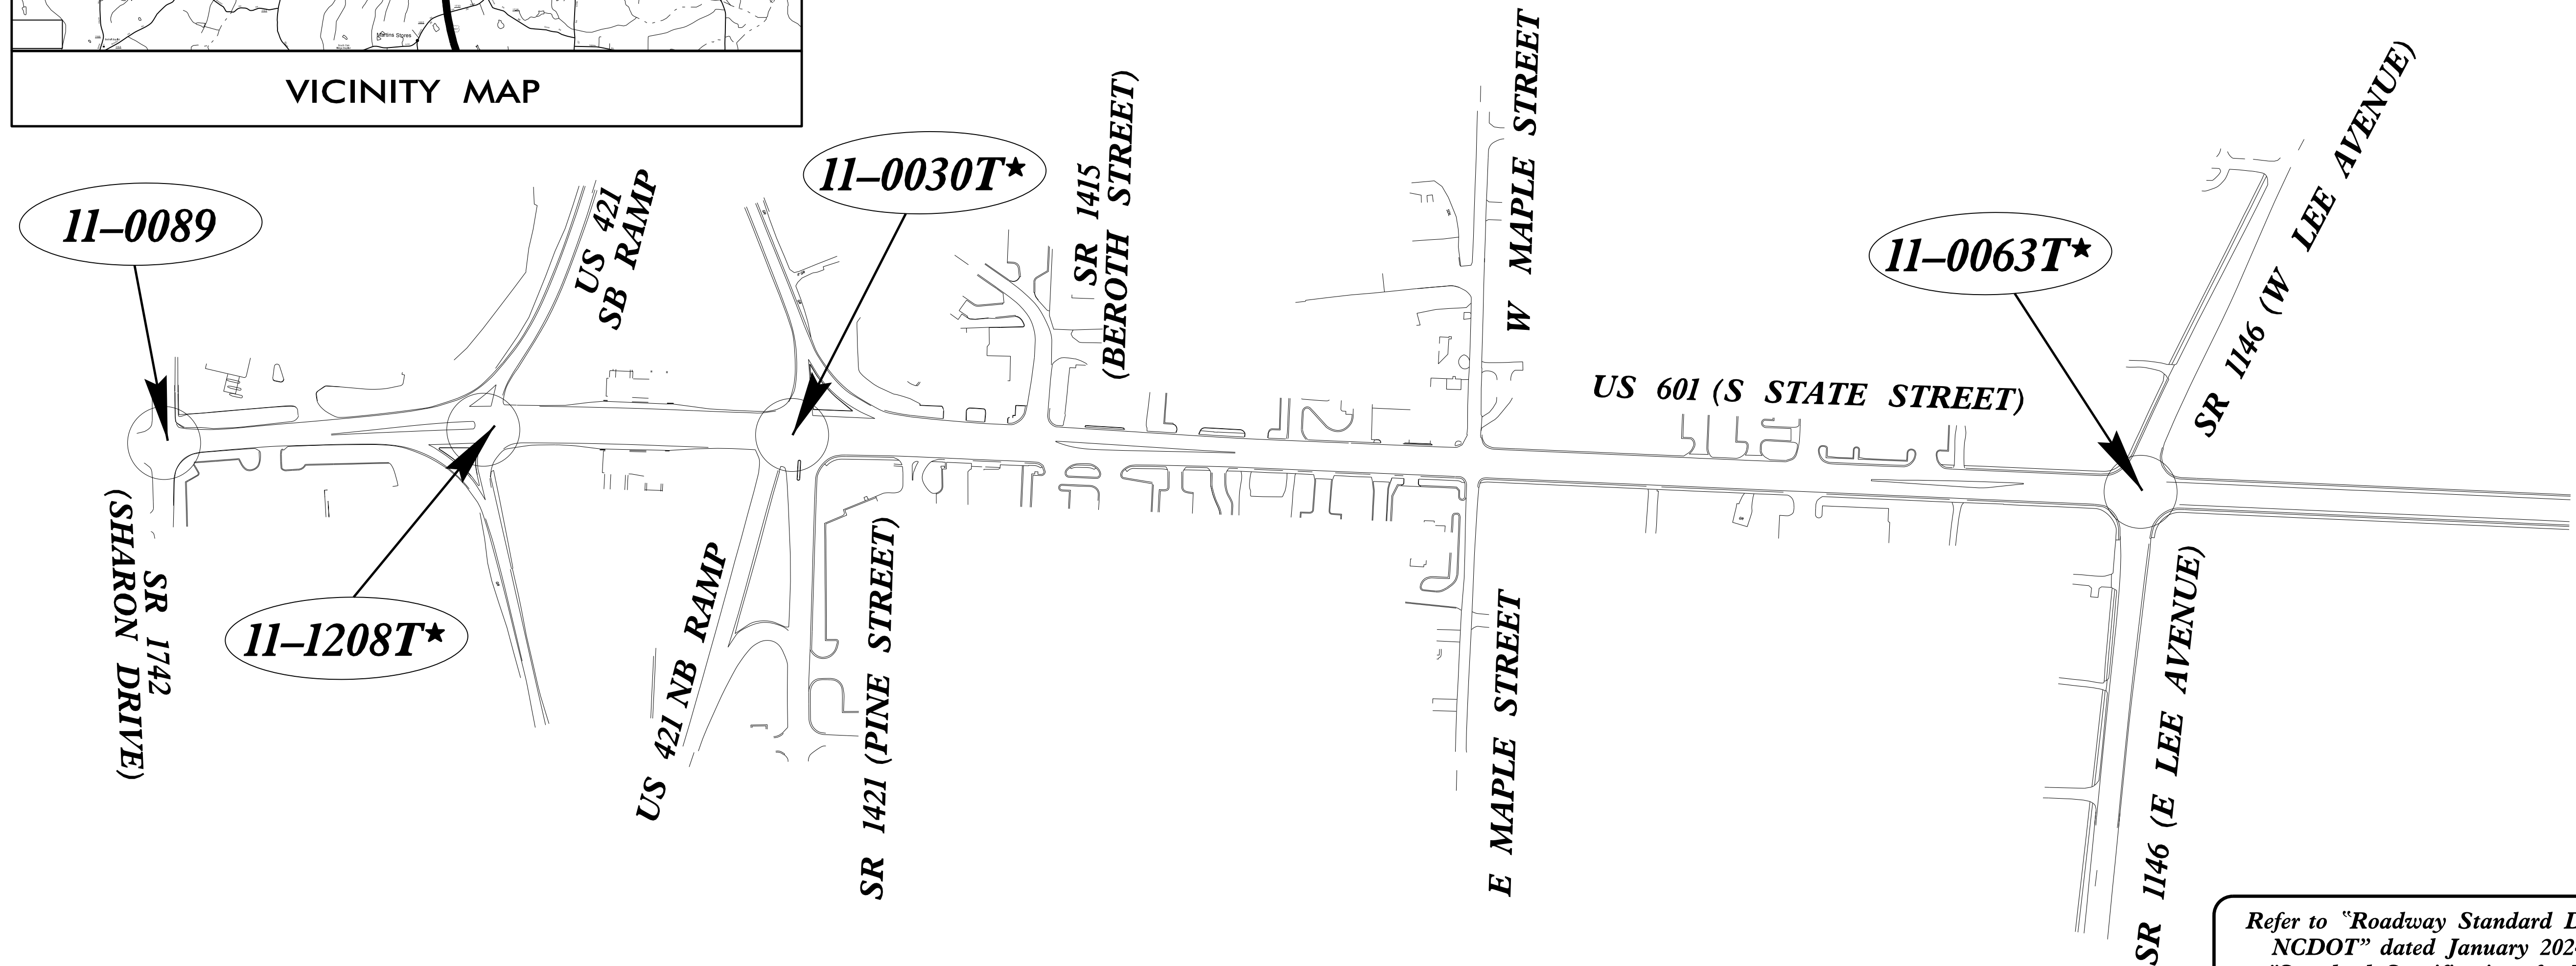 Martins Stores
VICINITY MAP
11–0089
US 421
SB RAMP
11–0030T★
SR 1415
(BEROTH STREET)
W MAPLE STREET
US 601 (S STATE STREET)
11–0063T★
SR 1146 (W LEE AVENUE)
SR 1742
(SHARON DRIVE)
11–1208T★
US 421 NB RAMP
SR 1421 (PINE STREET)
E MAPLE STREET
SR 1146 (E LEE AVENUE)
Refer to "Roadway Standard
NCDOT" dated January